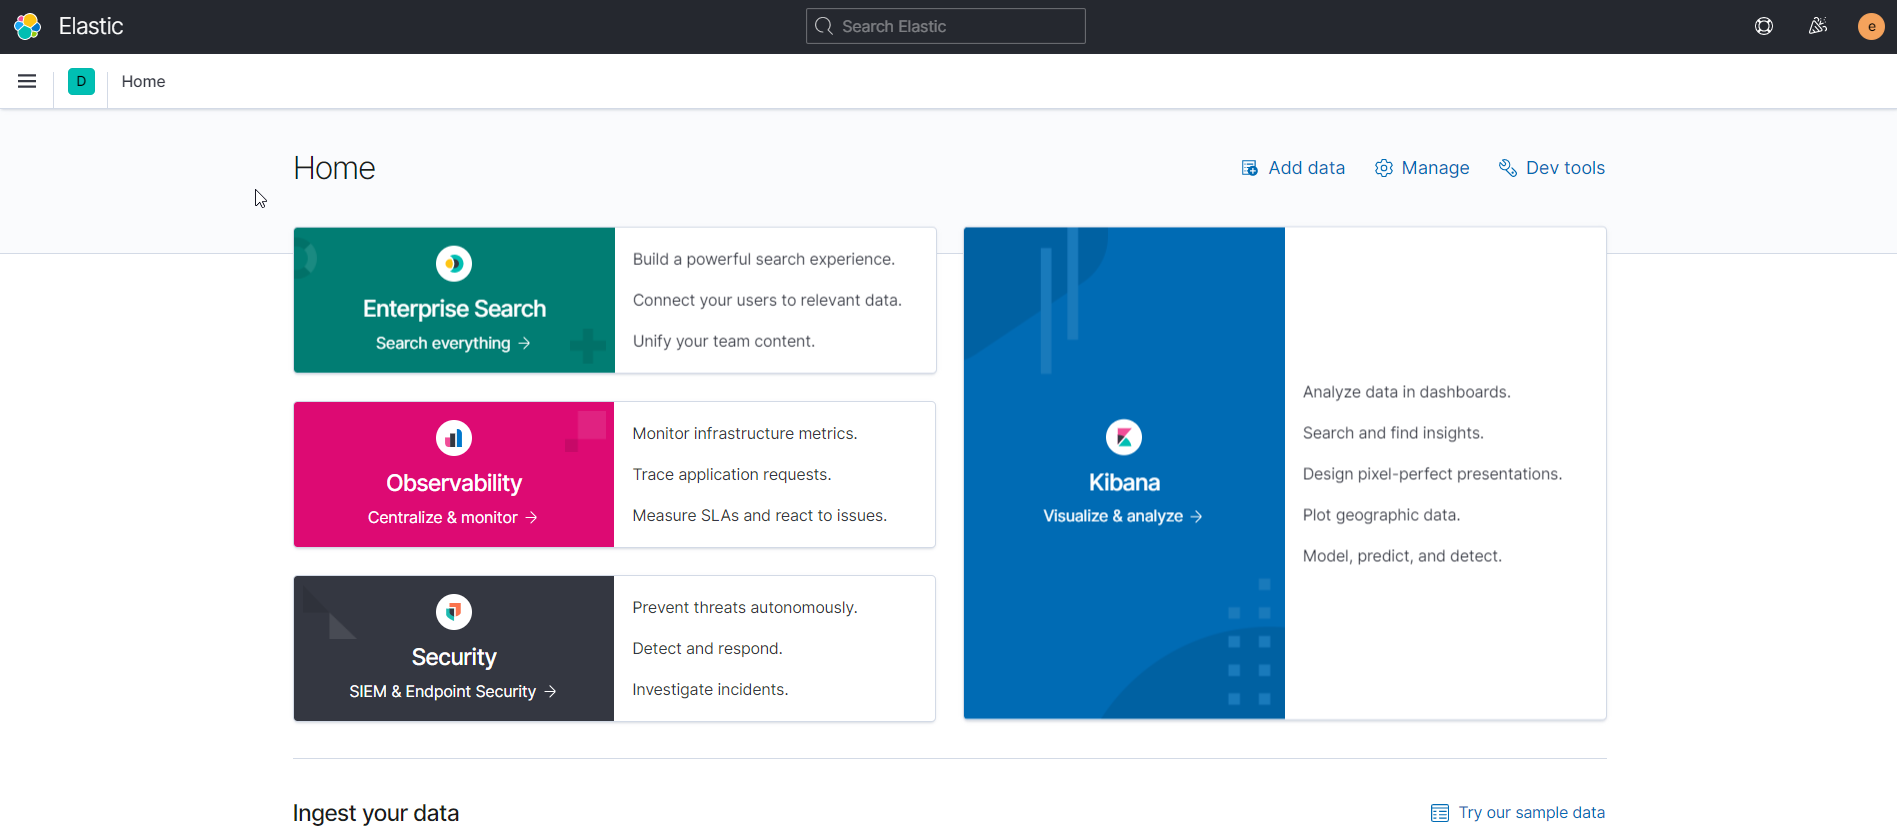 Elastic
Search Elastic
e
D
Home
Home
Add data
Manage
Dev tools
Enterprise Search
Search everything →
Build a powerful search experience.
Connect your users to relevant data.
Unify your team content.
Observability
Centralize & monitor →
Monitor infrastructure metrics.
Trace application requests.
Measure SLAs and react to issues.
Security
SIEM & Endpoint Security →
Prevent threats autonomously.
Detect and respond.
Investigate incidents.
Kibana
Visualize & analyze →
Analyze data in dashboards.
Search and find insights.
Design pixel-perfect presentations.
Plot geographic data.
Model, predict, and detect.
Ingest your data
Try our sample data